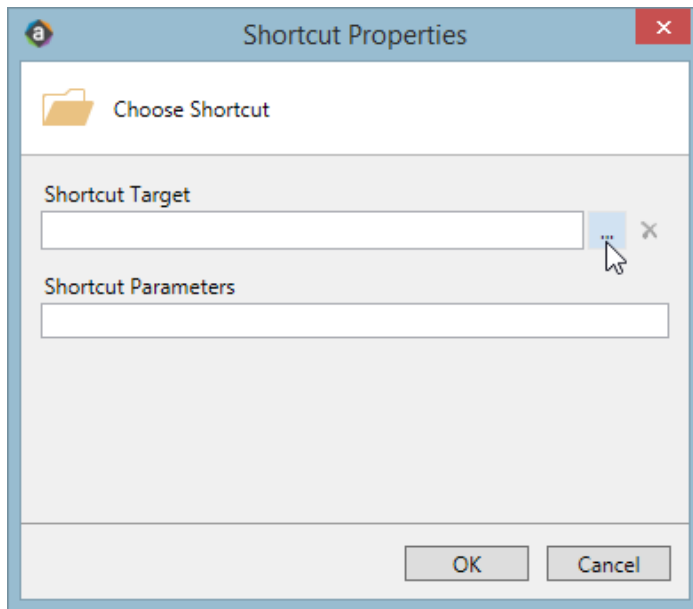 a
Shortcut Properties
Choose Shortcut
Shortcut Target
...
Shortcut Parameters
OK
Cancel